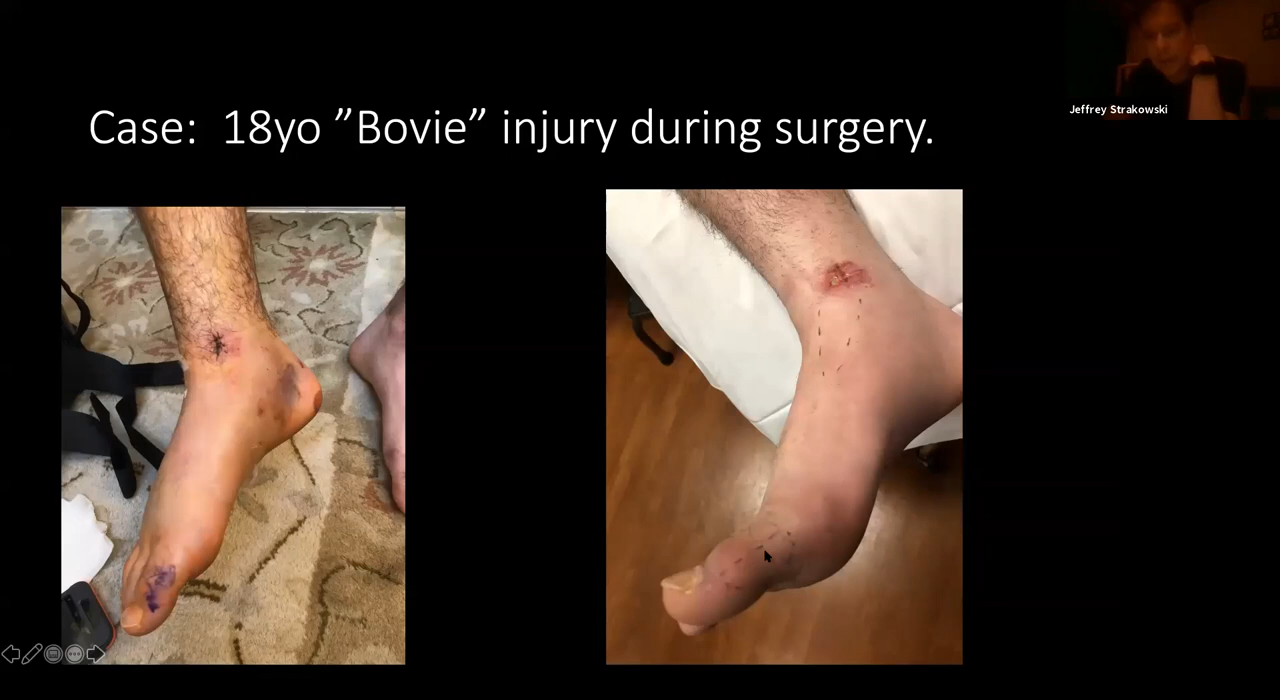 Case:  18yo ”Bovie” injury during surgery.
Jeffrey Strakowski